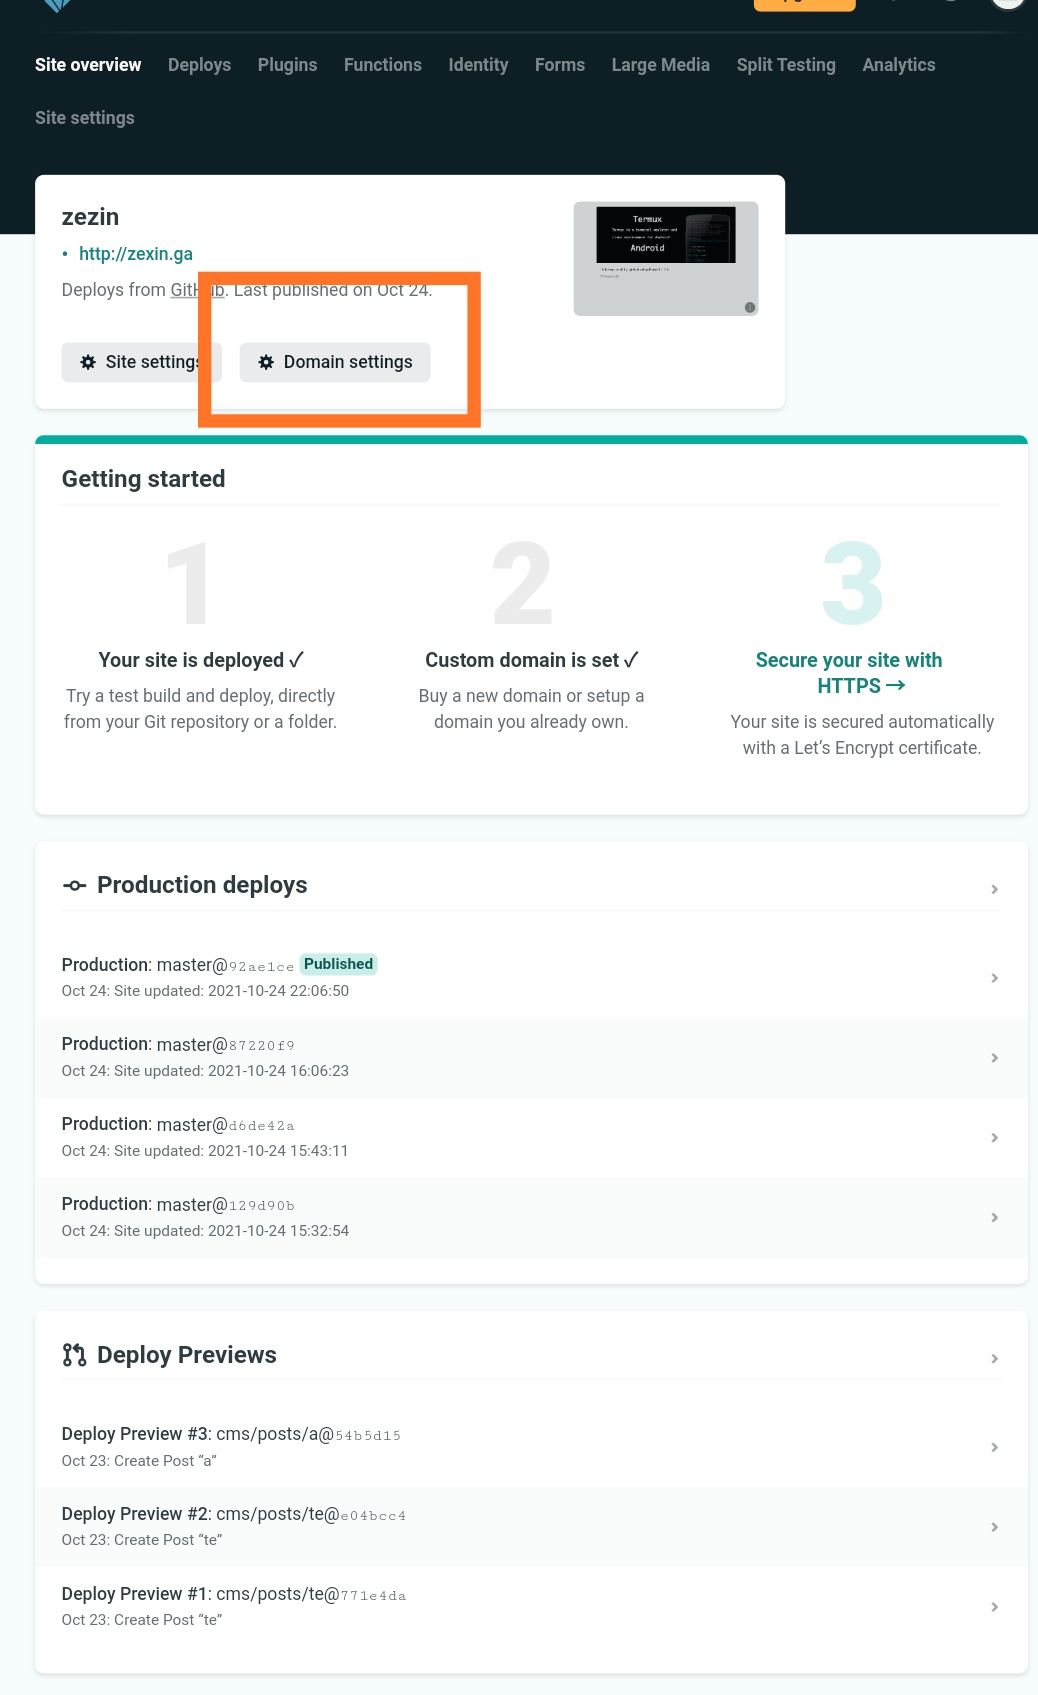 Site overview Deploys Plugins Functions Identity Forms Large Media Split Testing Analytics
Site settings
zezin
• http://zexin.ga
Deploys from GitHub. Last published on Oct 24.
Termux
Android
Site settings Domain settings
Getting started
1 2 3
Your site is deployed ✓
Try a test build and deploy, directly
from your Git repository or a folder.
Custom domain is set ✓
Buy a new domain or setup a
domain you already own.
Secure your site with
HTTPS →
Your site is secured automatically
with a Let’s Encrypt certificate.
Production deploys
Production: master@92ae1ce Published
Oct 24: Site updated: 2021-10-24 22:06:50
Production: master@87220f9
Oct 24: Site updated: 2021-10-24 16:06:23
Production: master@d6de42a
Oct 24: Site updated: 2021-10-24 15:43:11
Production: master@129d90b
Oct 24: Site updated: 2021-10-24 15:32:54
Deploy Previews
Deploy Preview #3: cms/posts/a@54b5d15
Oct 23: Create Post “a”
Deploy Preview #2: cms/posts/te@e04bcc4
Oct 23: Create Post “te”
Deploy Preview #1: cms/posts/te@771e4da
Oct 23: Create Post “te”